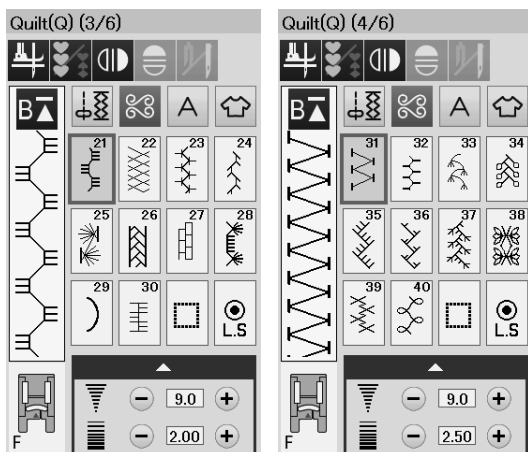 Quilt(Q) (3/6)
B
A
21 22 23 24
25 26 27 28
29 30
L.S
9.0
2.00
F
Quilt(Q) (4/6)
B
A
31 32 33 34
35 36 37 38
39 40
L.S
9.0
2.50
F